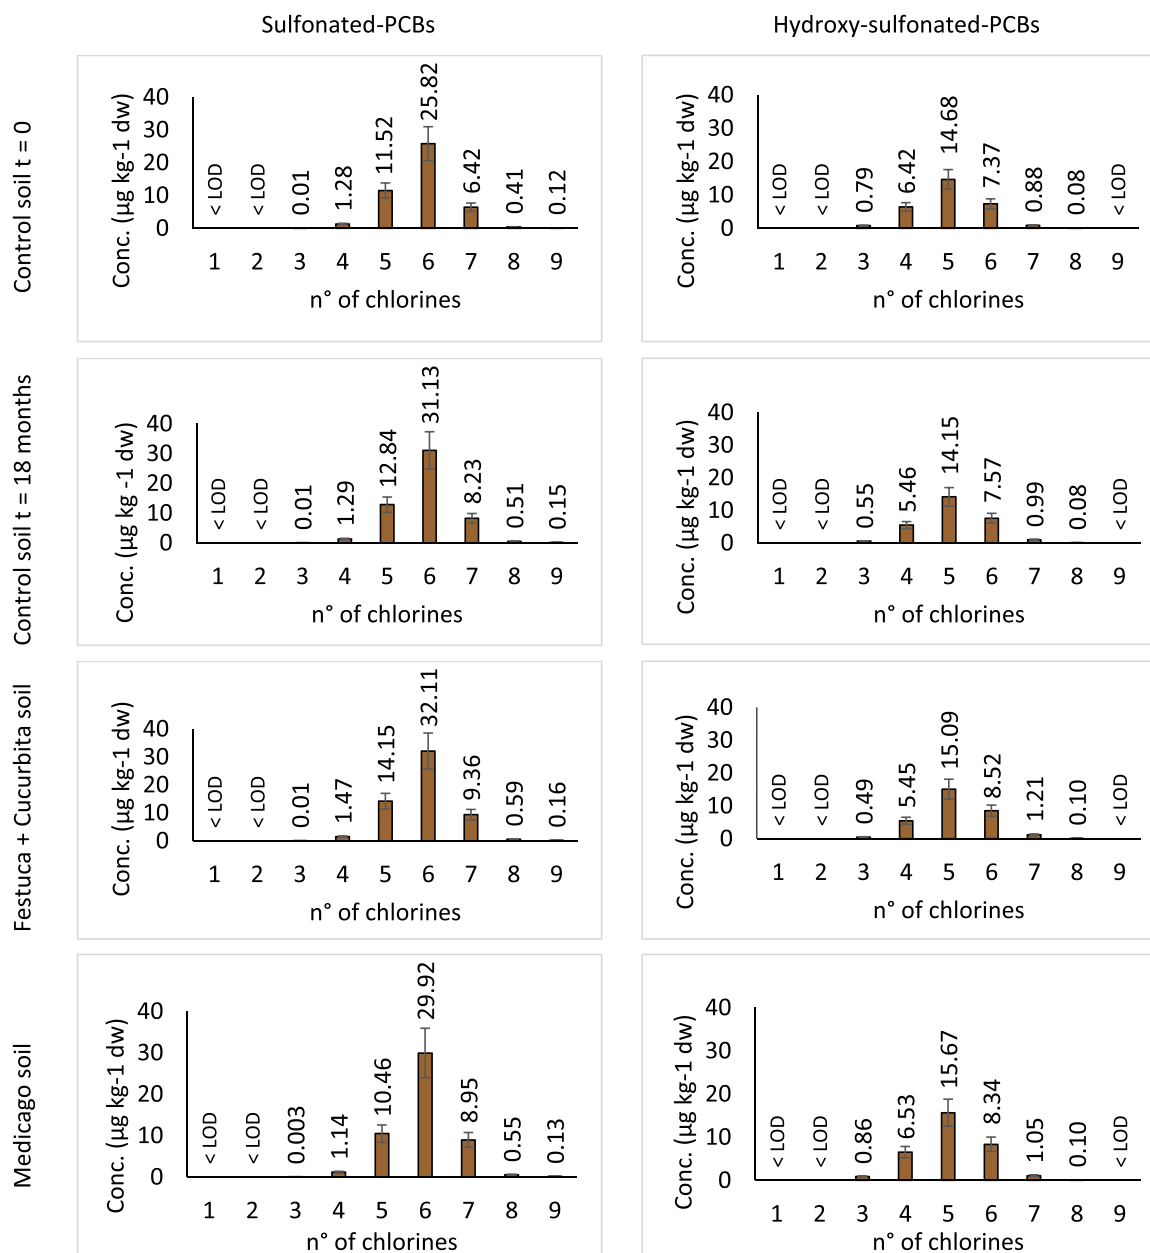 Sulfonated-PCBs
Hydroxy-sulfonated-PCBs
Control soil t = 0
Conc. (µg kg-1 dw)
40
30
20
10
0
< LOD
< LOD
0.01
1.28
11.52
25.82
6.42
0.41
0.12
1 2 3 4 5 6 7 8 9
n° of chlorines
Conc. (µg kg-1 dw)
40
30
20
10
0
< LOD
< LOD
0.79
6.42
14.68
7.37
0.88
0.08
< LOD
1 2 3 4 5 6 7 8 9
n° of chlorines
Control soil t = 18 months
Conc. (µg kg -1 dw)
40
30
20
10
0
< LOD
< LOD
0.01
1.29
12.84
31.13
8.23
0.51
0.15
1 2 3 4 5 6 7 8 9
n° of chlorines
Conc. (µg kg-1 dw)
40
30
20
10
0
< LOD
< LOD
0.55
5.46
14.15
7.57
0.99
0.08
< LOD
1 2 3 4 5 6 7 8 9
n° of chlorines
Festuca + Cucurbita soil
Conc. (µg kg-1 dw)
40
30
20
10
0
< LOD
< LOD
0.01
1.47
14.15
32.11
9.36
0.59
0.16
1 2 3 4 5 6 7 8 9
n° of chlorines
Conc. (µg kg-1 dw)
40
30
20
10
0
< LOD
< LOD
0.49
5.45
15.09
8.52
1.21
0.10
< LOD
1 2 3 4 5 6 7 8 9
n° of chlorines
Medicago soil
Conc. (µg kg-1 dw)
40
30
20
10
0
< LOD
< LOD
0.003
1.14
10.46
29.92
8.95
0.55
0.13
1 2 3 4 5 6 7 8 9
n° of chlorines
Conc. (µg kg-1 dw)
40
30
20
10
0
< LOD
< LOD
0.86
6.53
15.67
8.34
1.05
0.10
< LOD
1 2 3 4 5 6 7 8 9
n° of chlorines